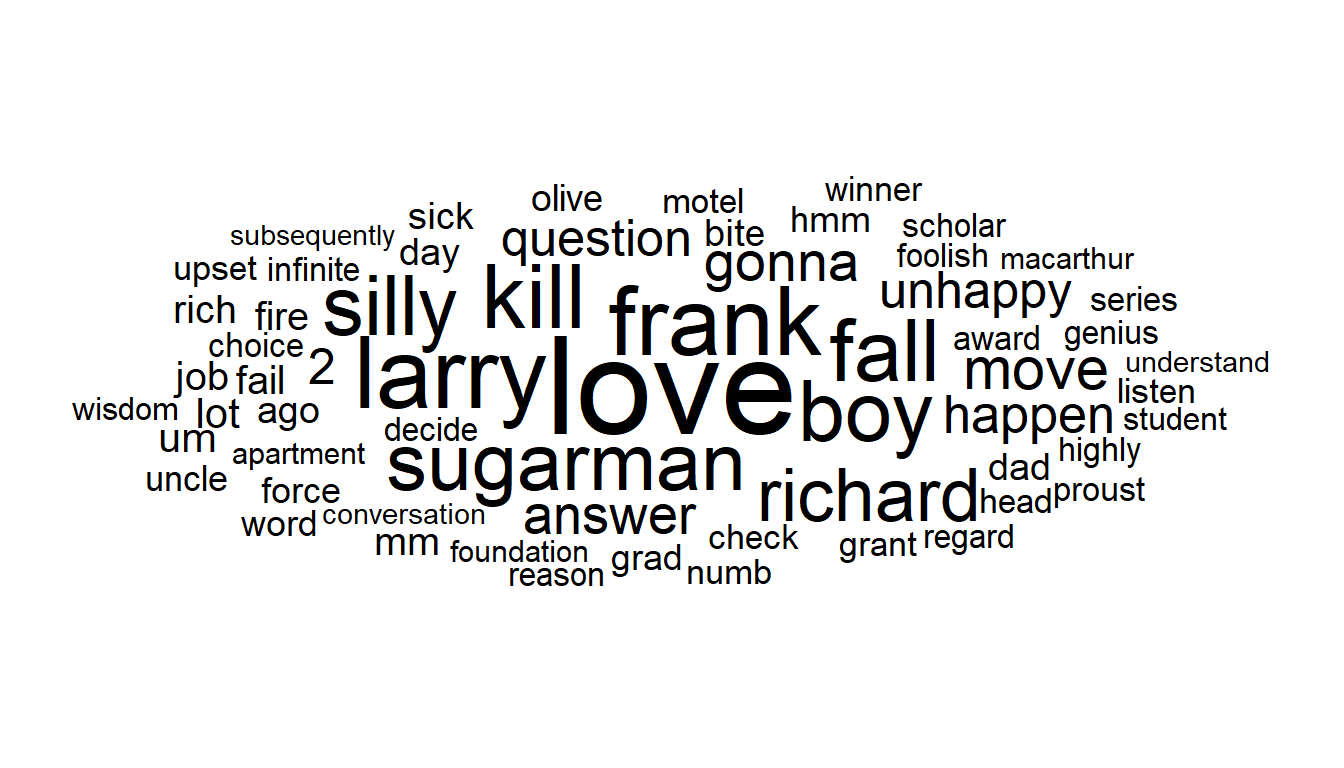 winner
olive
motel
sick
hmm
scholar
subsequently
question
bite
day
foolish
macarthur
upset
infinite
gonna
unhappy
series
rich
fire
silly
kill
frank
genius
choice
award
fall
understand
job
fail
2
larry
love
move
listen
wisdom
lot
ago
boy
happen
student
um
decide
apartment
sugarman
highly
uncle
force
richard
dad
head
proust
word
conversation
answer
mm
foundation
check
grant
regard
reason
grad
numb